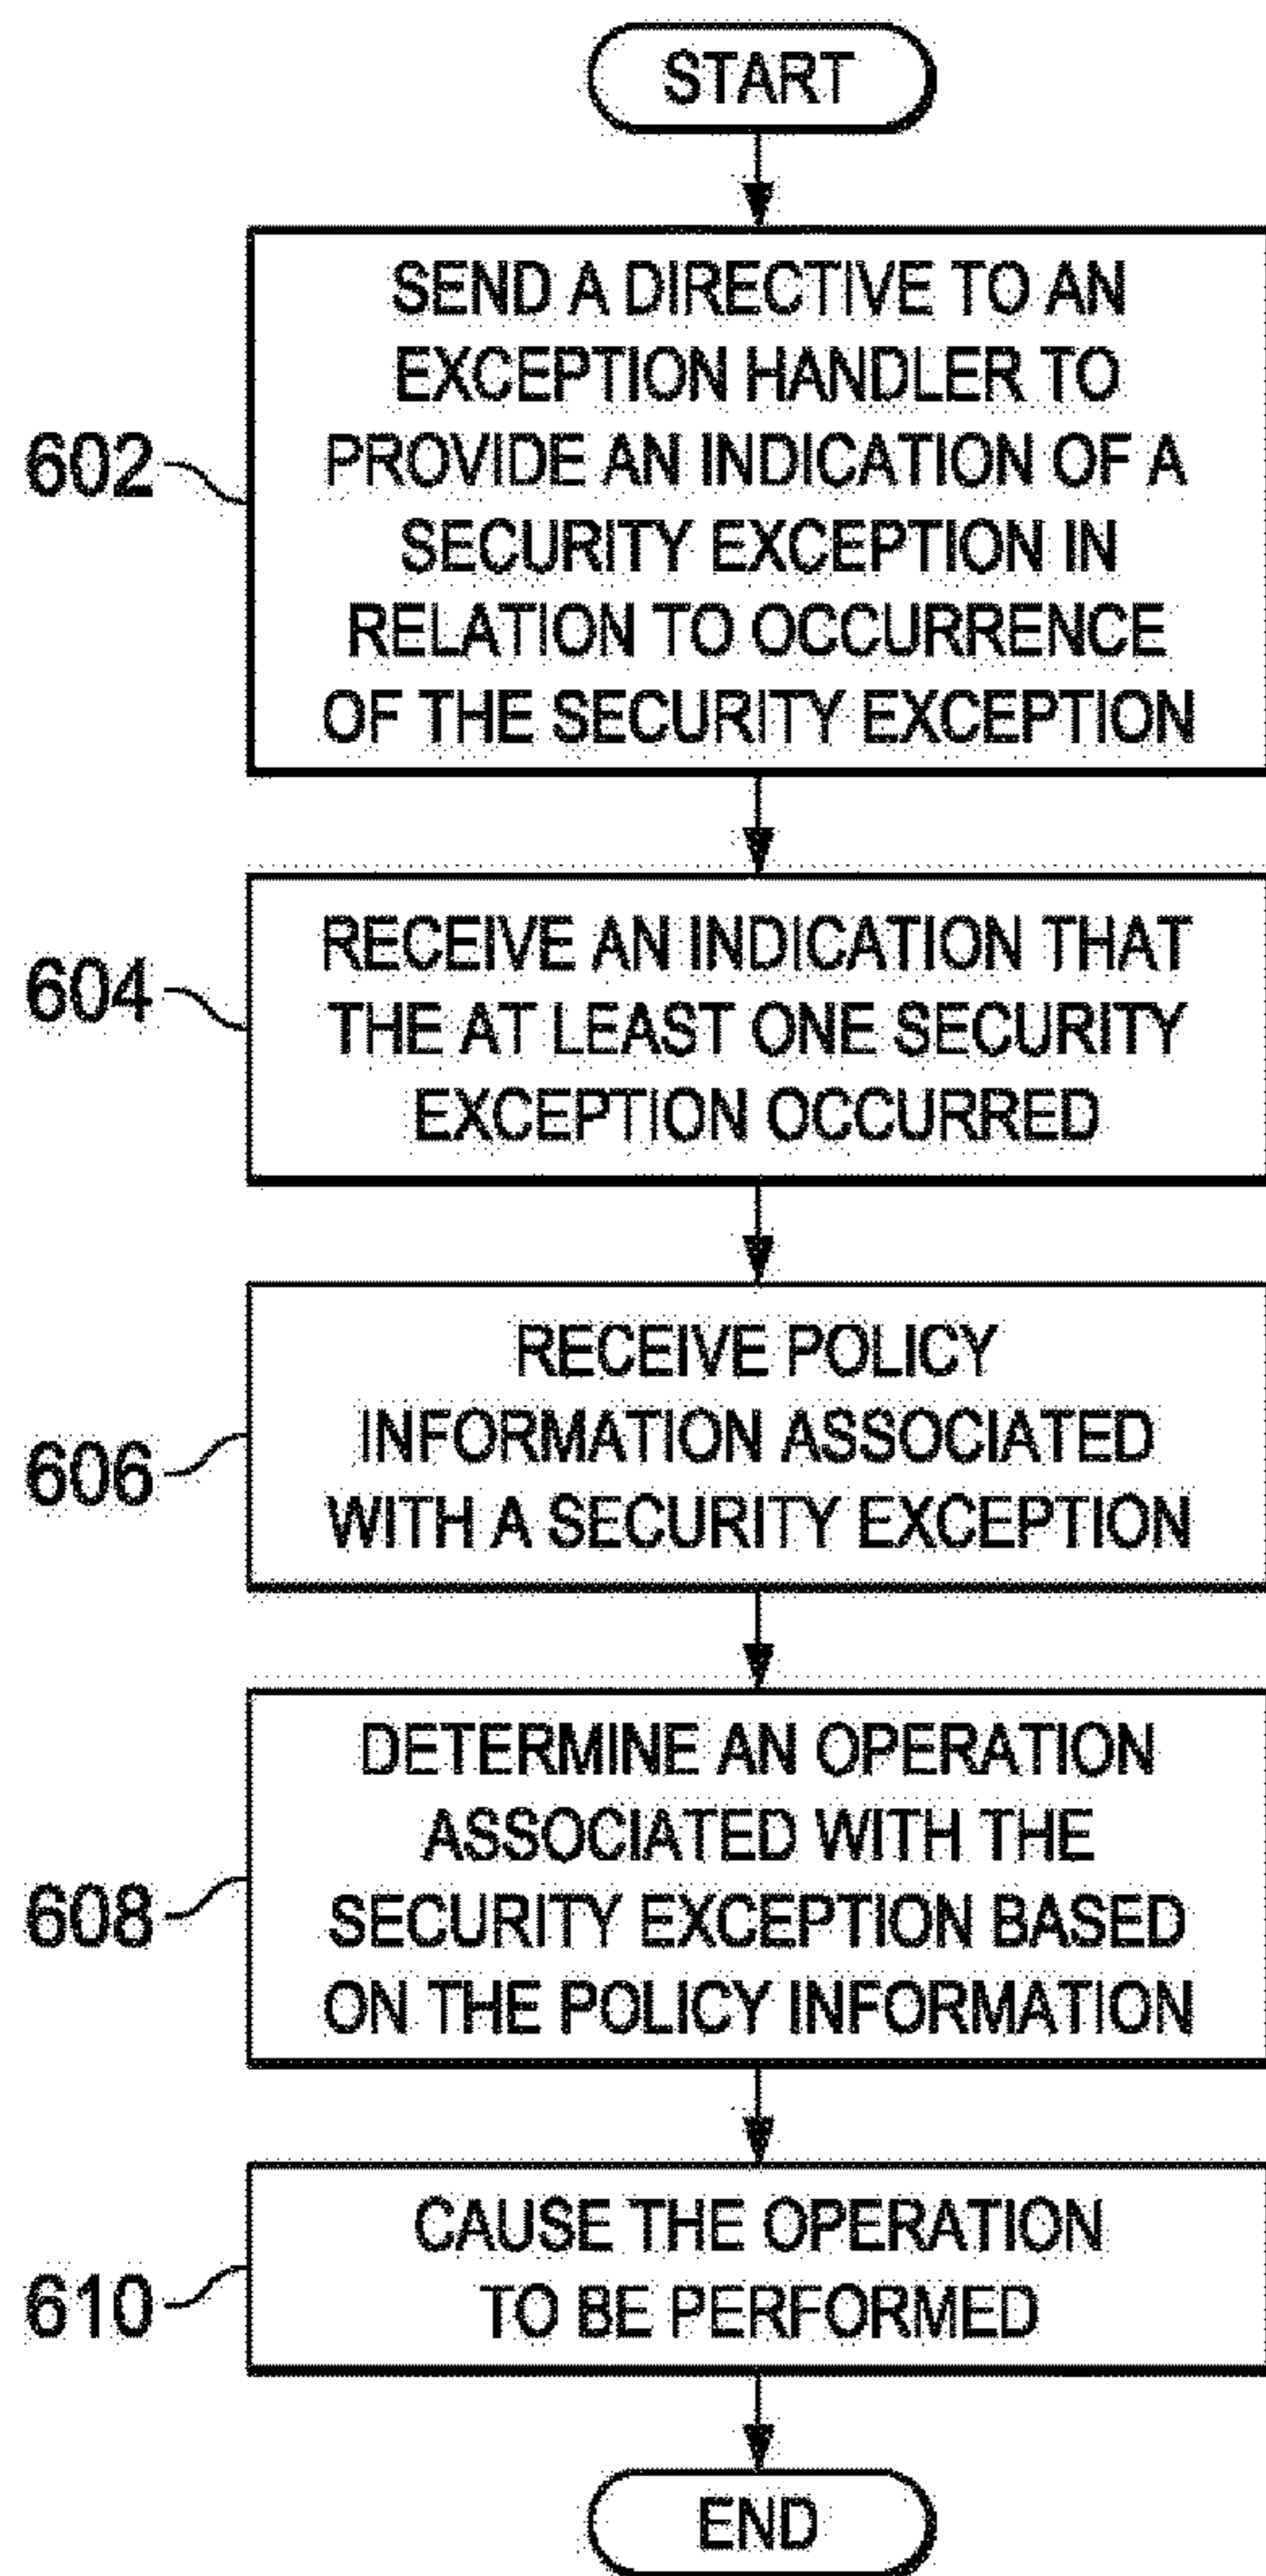 START
SEND A DIRECTIVE TO AN
EXCEPTION HANDLER TO
PROVIDE AN INDICATION OF A
SECURITY EXCEPTION IN
RELATION TO OCCURRENCE
OF THE SECURITY EXCEPTION
602
RECEIVE AN INDICATION THAT
THE AT LEAST ONE SECURITY
EXCEPTION OCCURRED
604
RECEIVE POLICY
INFORMATION ASSOCIATED
WITH A SECURITY EXCEPTION
606
DETERMINE AN OPERATION
ASSOCIATED WITH THE
SECURITY EXCEPTION BASED
ON THE POLICY INFORMATION
608
CAUSE THE OPERATION
TO BE PERFORMED
610
END